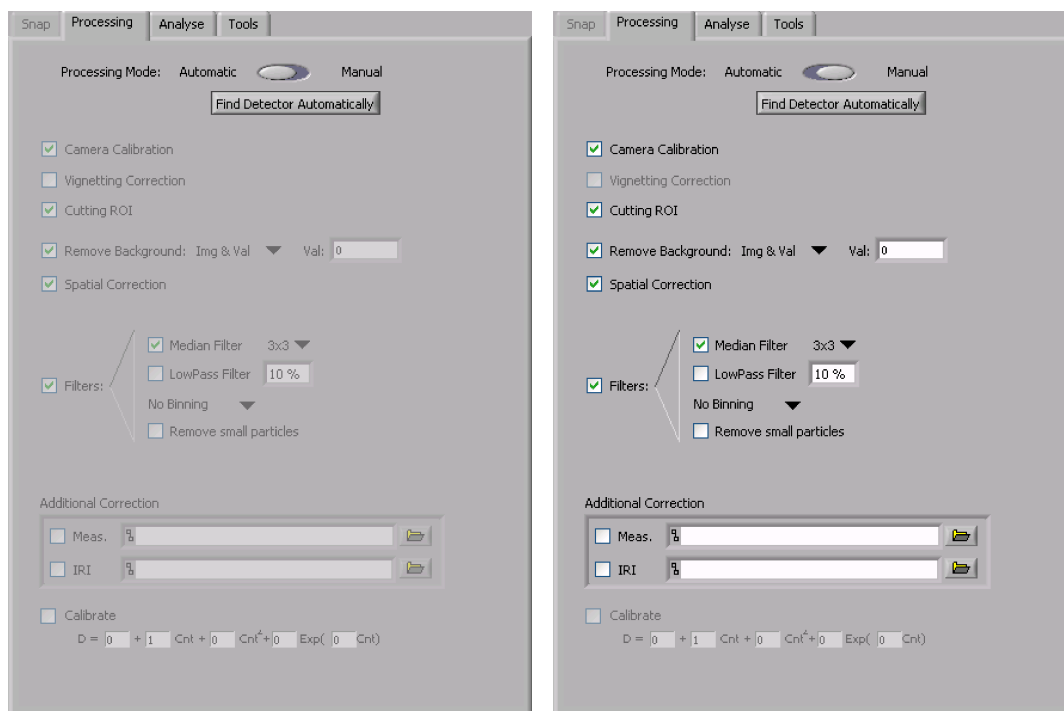 Snap Processing Analyse Tools
Processing Mode: Automatic Manual
Find Detector Automatically
Camera Calibration
Vignetting Correction
Cutting ROI
Remove Background: Img & Val Val: 0
Spatial Correction
Filters:
Median Filter 3x3
LowPass Filter 10 %
No Binning
Remove small particles
Additional Correction
Meas.
IRI
Calibrate
D = 0 + 1 Cnt + 0 Cnt^2+ 0 Exp( 0 Cnt)
Snap Processing Analyse Tools
Processing Mode: Automatic Manual
Find Detector Automatically
Camera Calibration
Vignetting Correction
Cutting ROI
Remove Background: Img & Val Val: 0
Spatial Correction
Filters:
Median Filter 3x3
LowPass Filter 10 %
No Binning
Remove small particles
Additional Correction
Meas.
IRI
Calibrate
D = 0 + 1 Cnt + 0 Cnt^2+ 0 Exp( 0 Cnt)